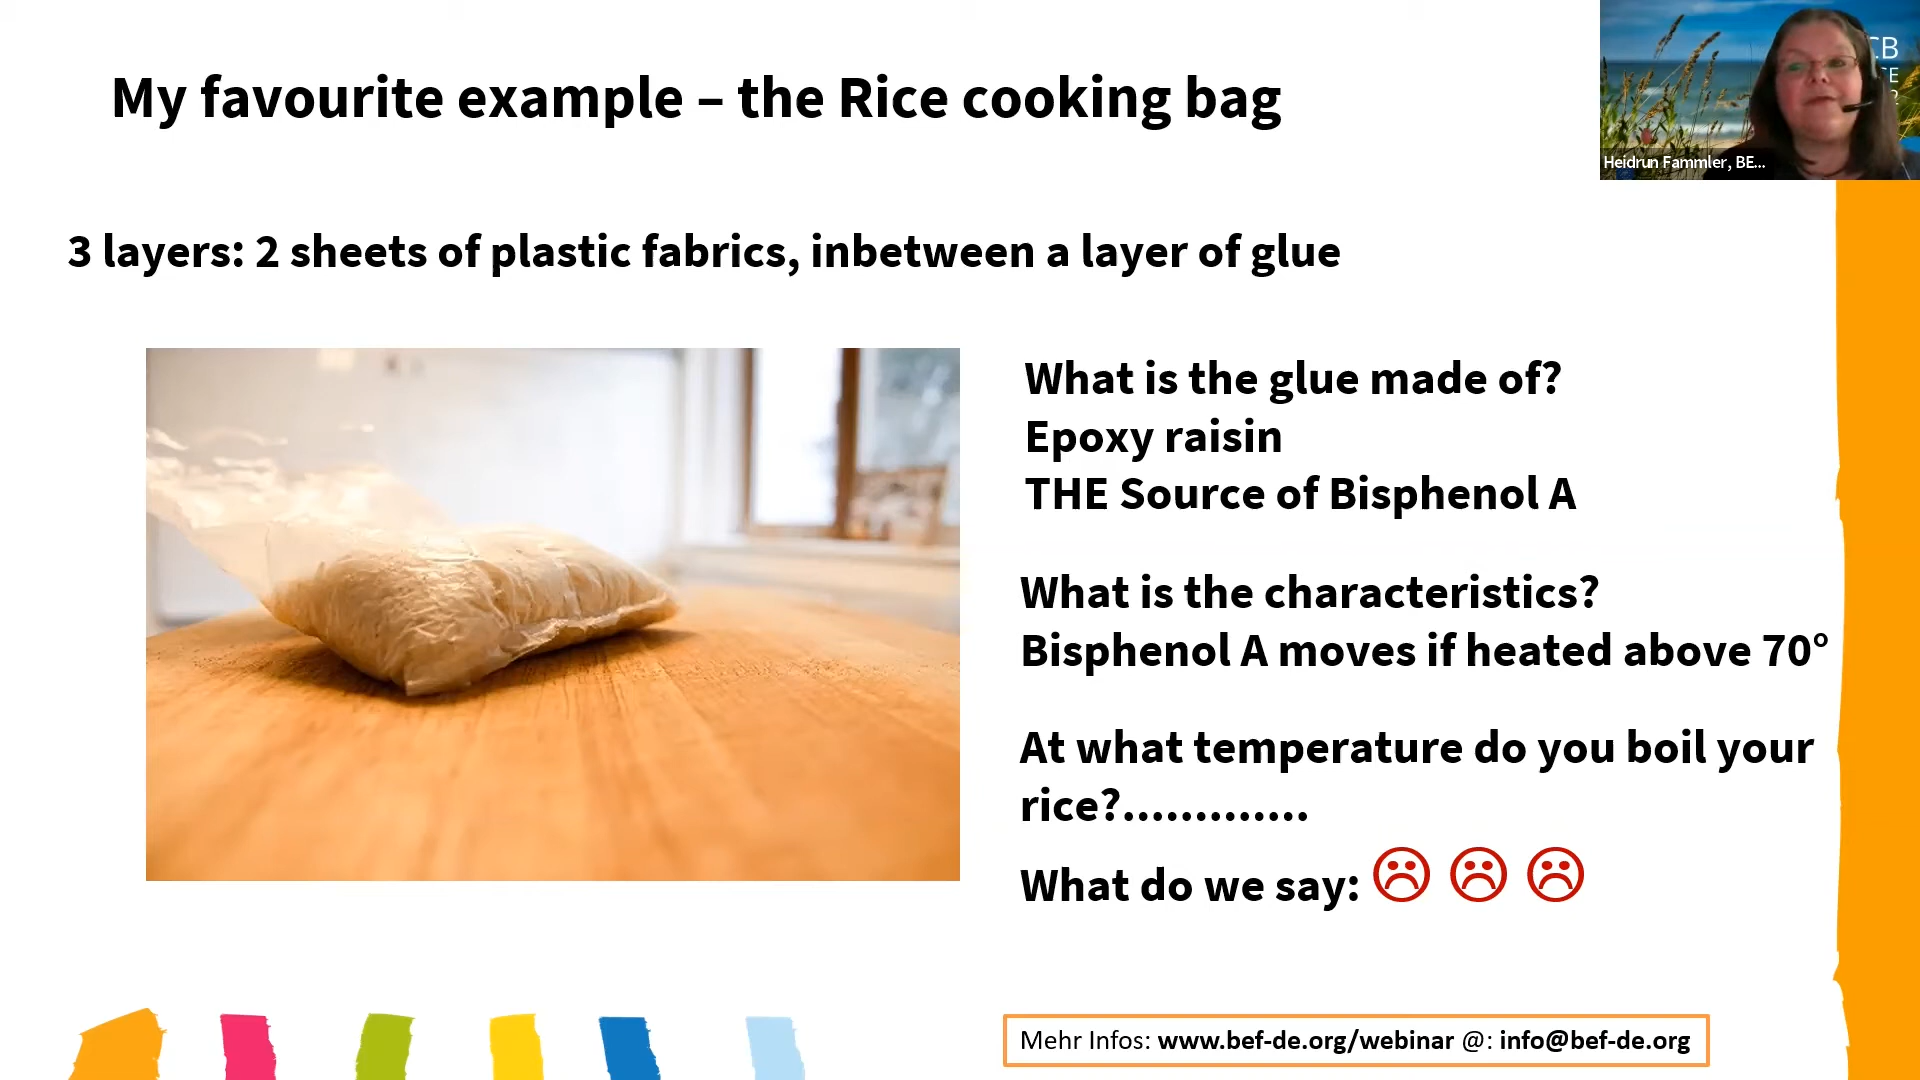 My favourite example – the Rice cooking bag
CB
CE
Heidrun Fammler, BE...
3 layers: 2 sheets of plastic fabrics, inbetween a layer of glue
What is the glue made of?
Epoxy raisin
THE Source of Bisphenol A
What is the characteristics?
Bisphenol A moves if heated above 70°
At what temperature do you boil your
rice?.............
What do we say: ☹ ☹ ☹
Mehr Infos: www.bef-de.org/webinar @: info@bef-de.org